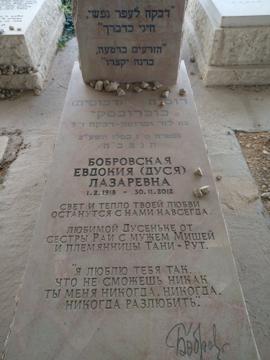 "דבקה לעפר נפשי,
חיני כדברך"
"הזורעים בדמעה,
ברנה יקצרו"
בוברובסקי
БОБРОВСКАЯ
ЕВДОКИЯ (ДУСЯ)
ЛАЗАРЕВНА
1.2.1918 - 30.11.2012
СВЕТ И ТЕПЛО ТВОЕЙ ЛЮБВИ
ОСТАНУТСЯ С НАМИ НАВСЕГДА.
ЛЮБИМОЙ ДУСЕНЬКЕ ОТ
СЕСТРЫ РАИ С МУЖЕМ МИШЕЙ
И ПЛЕМЯННИЦЫ ТАНИ - РУТ.
"Я ЛЮБЛЮ ТЕБЯ ТАК,
ЧТО НЕ СМОЖЕШЬ НИКАК
ТЫ МЕНЯ НИКОГДА, НИКОГДА,
НИКОГДА РАЗЛЮБИТЬ.